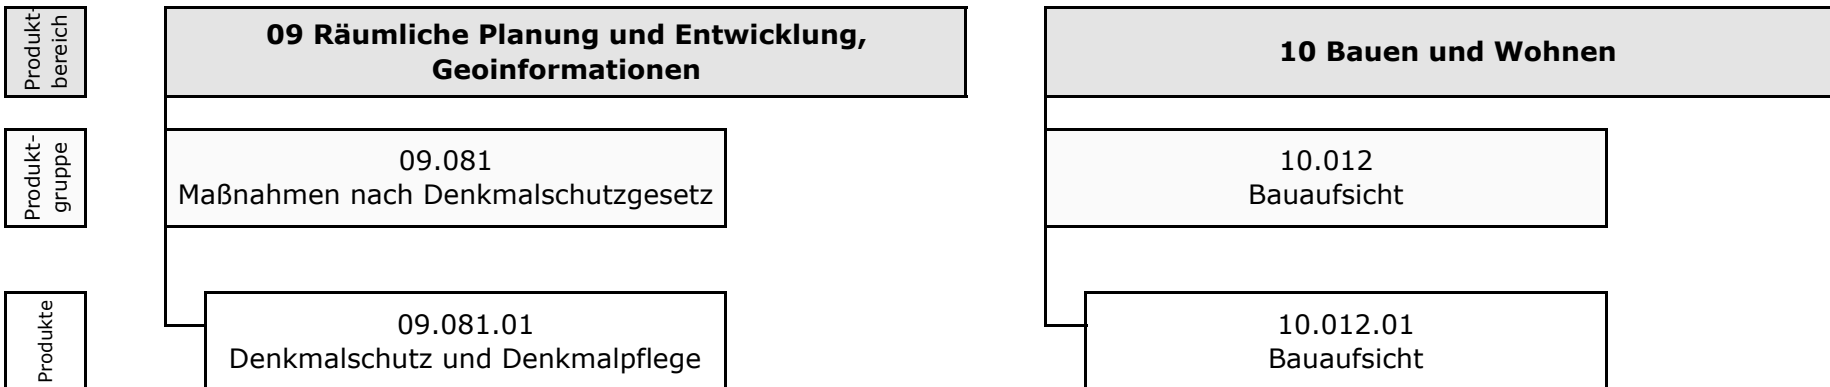 Produkt-
bereich
09 Räumliche Planung und Entwicklung,
Geoinformationen
10 Bauen und Wohnen
Produkt-
gruppe
09.081
Maßnahmen nach Denkmalschutzgesetz
10.012
Bauaufsicht
Produkte
09.081.01
Denkmalschutz und Denkmalpflege
10.012.01
Bauaufsicht